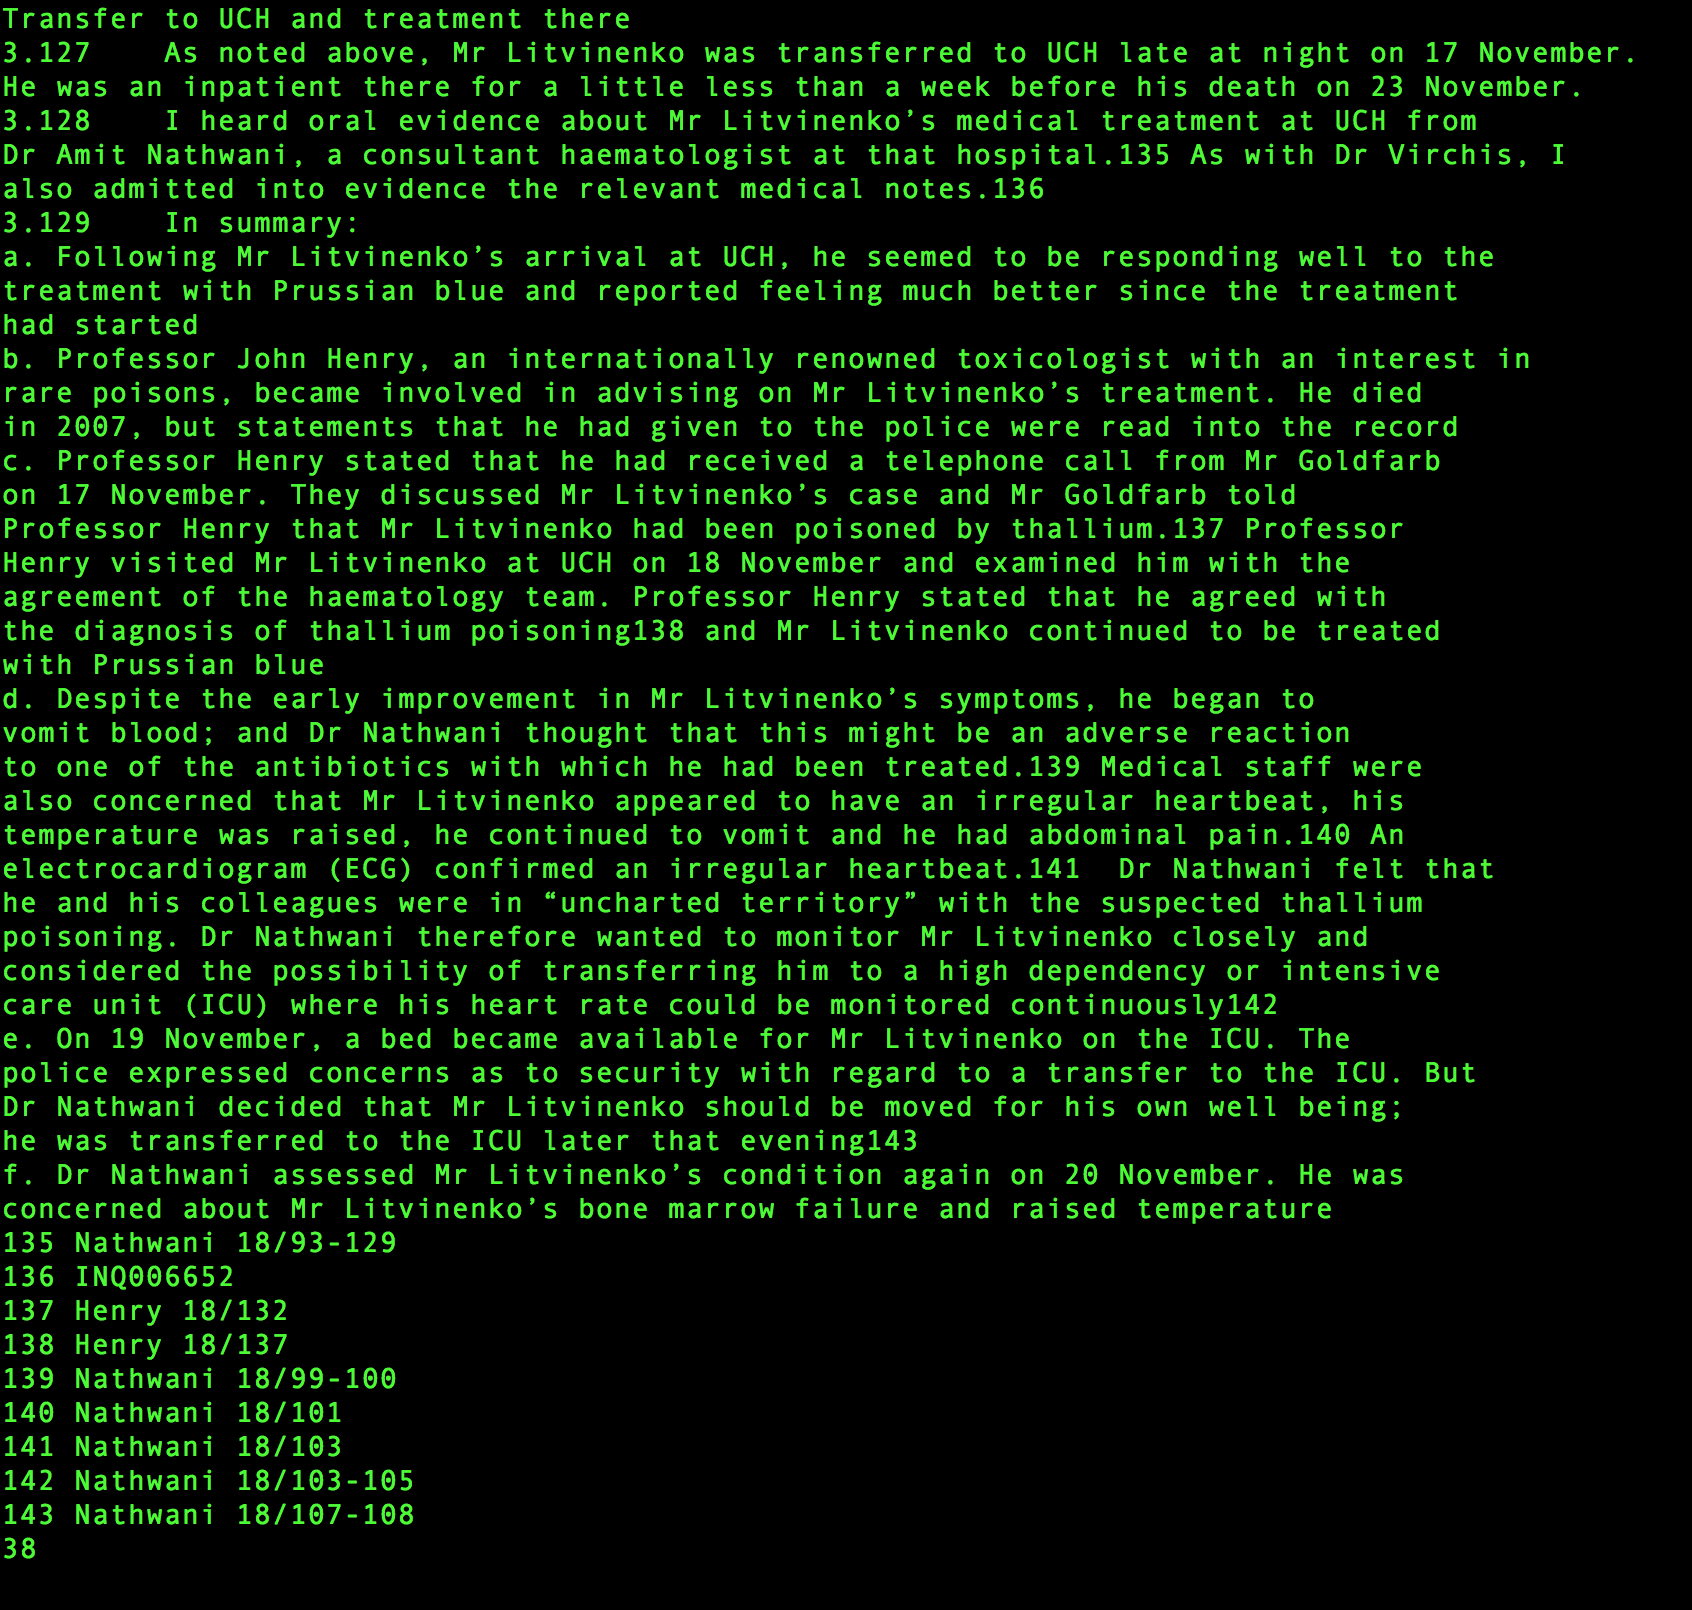 Transfer to UCH and treatment there
3.127    As noted above, Mr Litvinenko was transferred to UCH late at night on 17 November.
He was an inpatient there for a little less than a week before his death on 23 November.
3.128    I heard oral evidence about Mr Litvinenko’s medical treatment at UCH from
Dr Amit Nathwani, a consultant haematologist at that hospital.135 As with Dr Virchis, I
also admitted into evidence the relevant medical notes.136
3.129    In summary:
a. Following Mr Litvinenko’s arrival at UCH, he seemed to be responding well to the
treatment with Prussian blue and reported feeling much better since the treatment
had started
b. Professor John Henry, an internationally renowned toxicologist with an interest in
rare poisons, became involved in advising on Mr Litvinenko’s treatment. He died
in 2007, but statements that he had given to the police were read into the record
c. Professor Henry stated that he had received a telephone call from Mr Goldfarb
on 17 November. They discussed Mr Litvinenko’s case and Mr Goldfarb told
Professor Henry that Mr Litvinenko had been poisoned by thallium.137 Professor
Henry visited Mr Litvinenko at UCH on 18 November and examined him with the
agreement of the haematology team. Professor Henry stated that he agreed with
the diagnosis of thallium poisoning138 and Mr Litvinenko continued to be treated
with Prussian blue
d. Despite the early improvement in Mr Litvinenko’s symptoms, he began to
vomit blood; and Dr Nathwani thought that this might be an adverse reaction
to one of the antibiotics with which he had been treated.139 Medical staff were
also concerned that Mr Litvinenko appeared to have an irregular heartbeat, his
temperature was raised, he continued to vomit and he had abdominal pain.140 An
electrocardiogram (ECG) confirmed an irregular heartbeat.141  Dr Nathwani felt that
he and his colleagues were in “uncharted territory” with the suspected thallium
poisoning. Dr Nathwani therefore wanted to monitor Mr Litvinenko closely and
considered the possibility of transferring him to a high dependency or intensive
care unit (ICU) where his heart rate could be monitored continuously142
e. On 19 November, a bed became available for Mr Litvinenko on the ICU. The
police expressed concerns as to security with regard to a transfer to the ICU. But
Dr Nathwani decided that Mr Litvinenko should be moved for his own well being;
he was transferred to the ICU later that evening143
f. Dr Nathwani assessed Mr Litvinenko’s condition again on 20 November. He was
concerned about Mr Litvinenko’s bone marrow failure and raised temperature
135 Nathwani 18/93-129
136 INQ006652
137 Henry 18/132
138 Henry 18/137
139 Nathwani 18/99-100
140 Nathwani 18/101
141 Nathwani 18/103
142 Nathwani 18/103-105
143 Nathwani 18/107-108
38